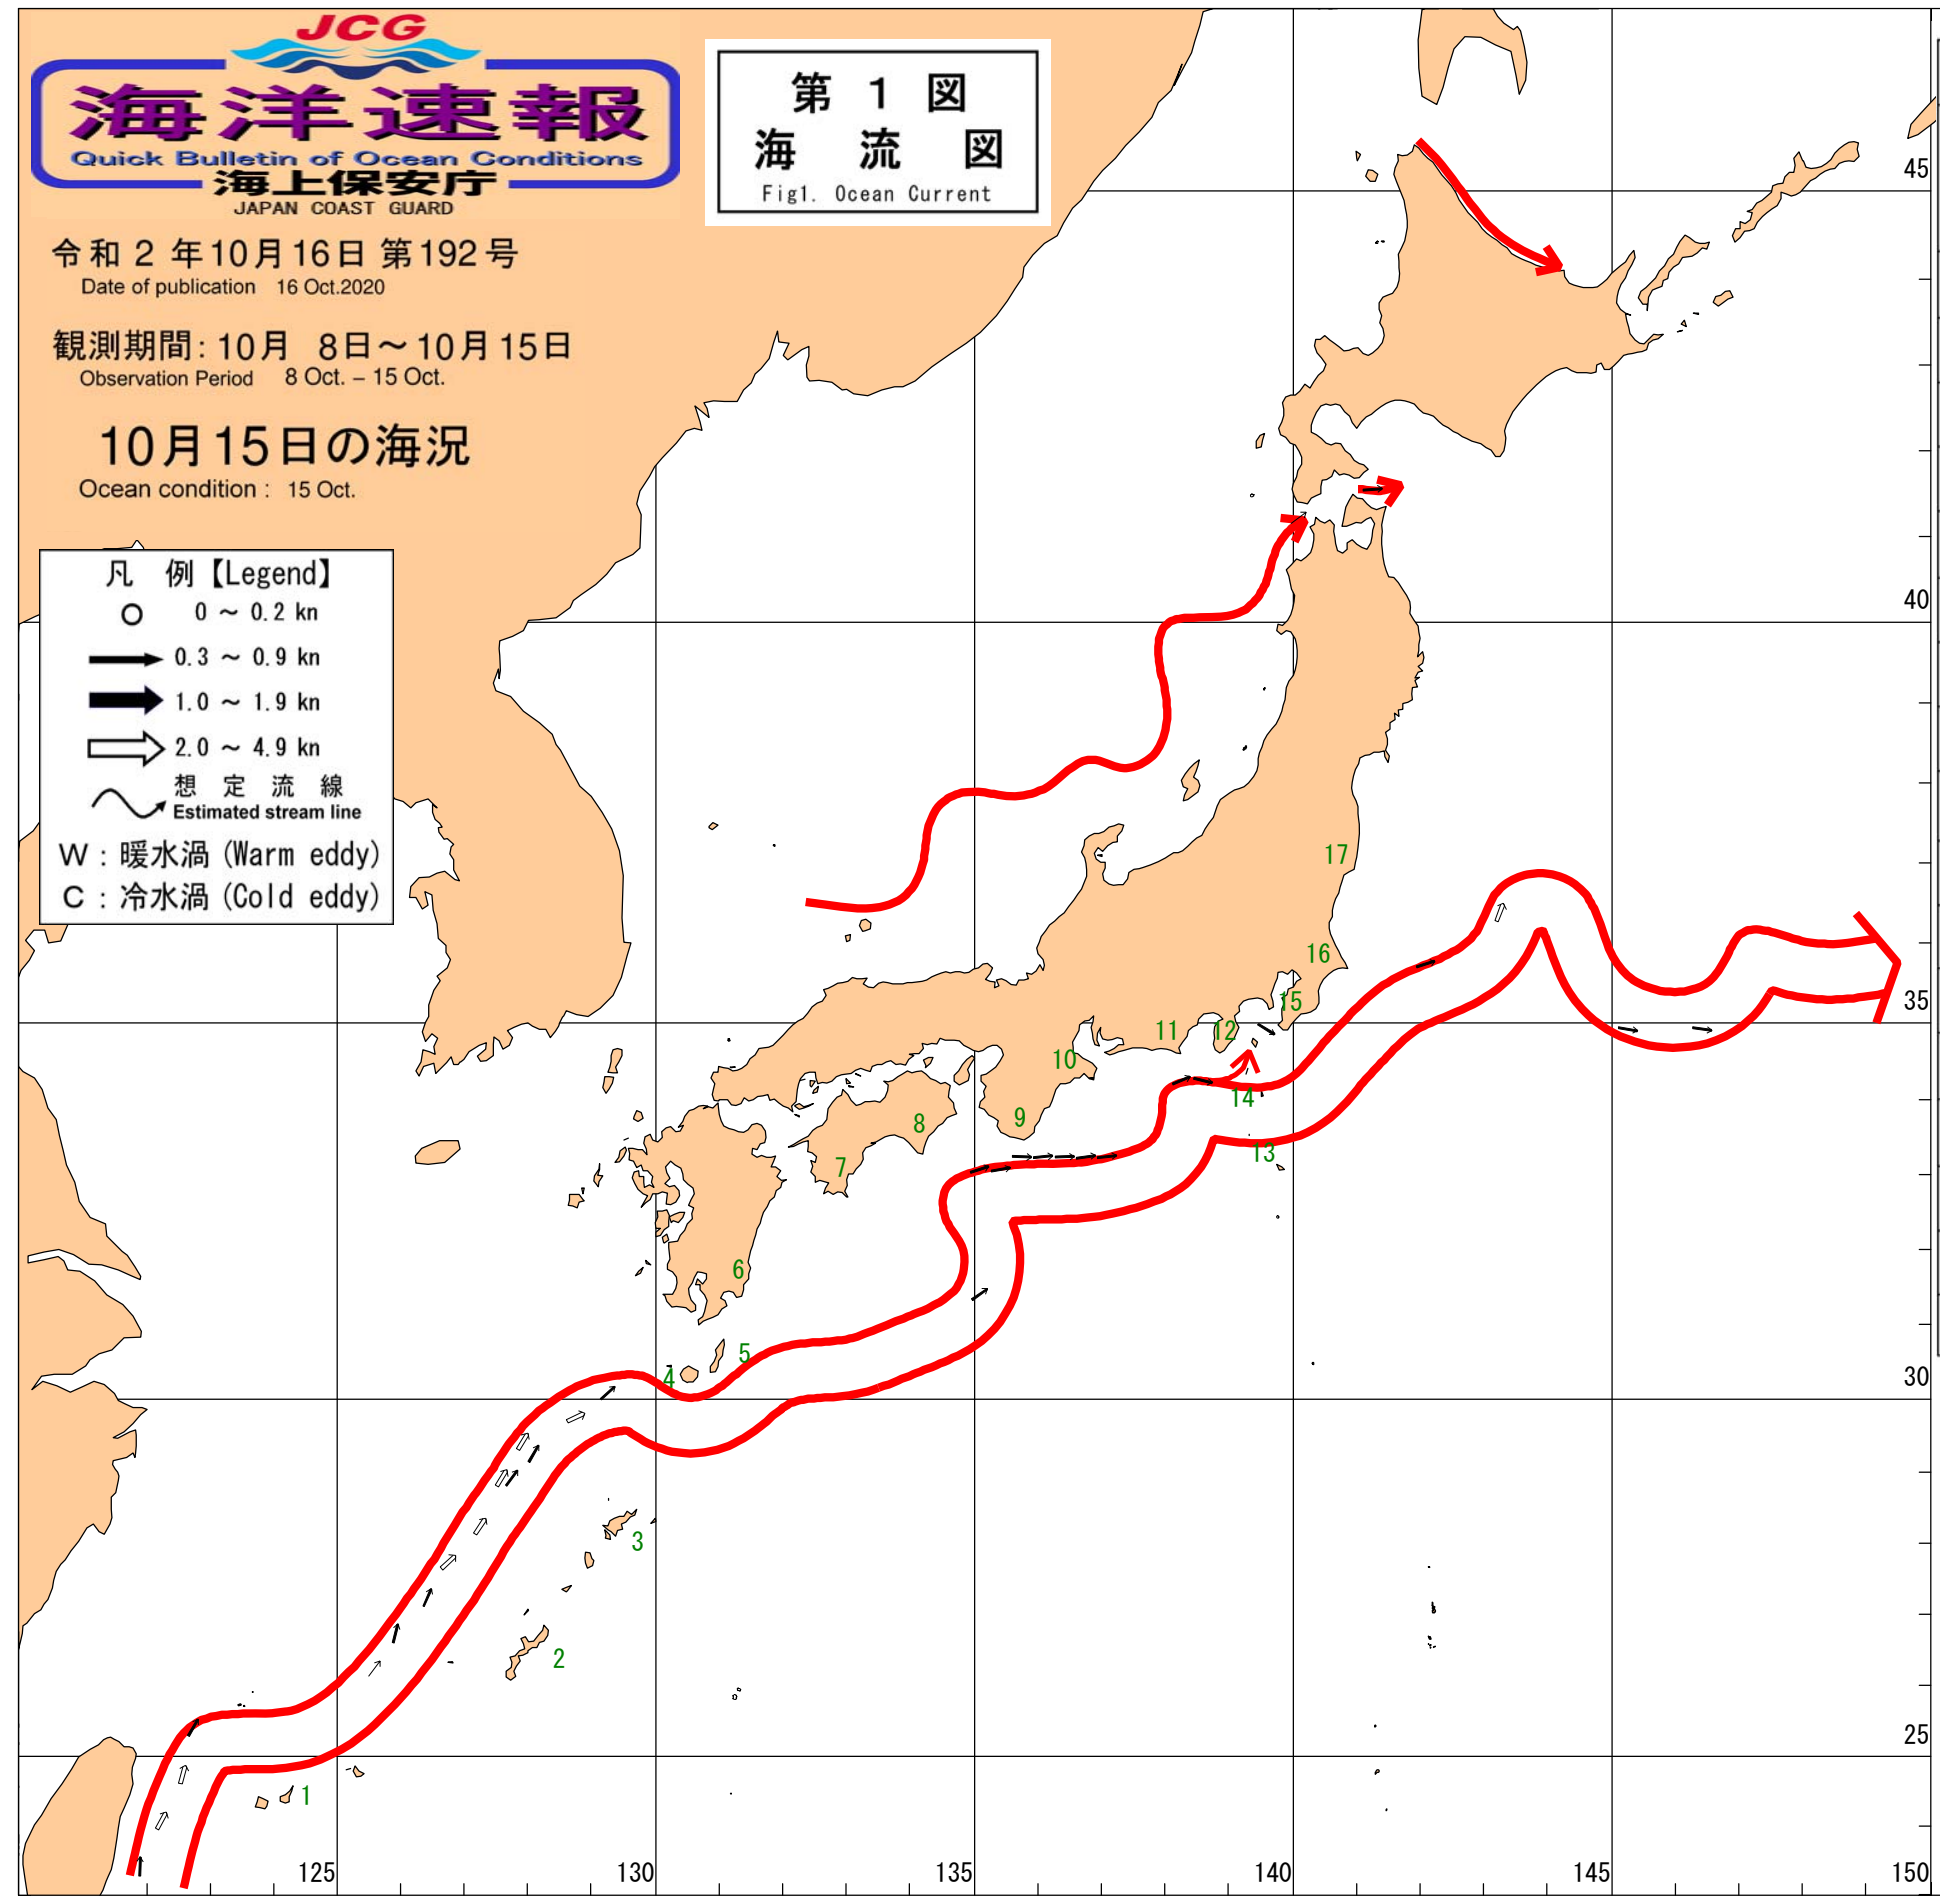 JCG
海洋速報
Quick Bulletin of Ocean Conditions
海上保安庁
JAPAN COAST GUARD
第 1 図
海 流 図
Fig1. Ocean Current
令和 2 年10月16日 第192号
Date of publication 16 Oct.2020
観測期間: 10月 8日～10月15日
Observation Period 8 Oct. – 15 Oct.
10月15日の海況
Ocean condition : 15 Oct.
凡 例【Legend】
0 ～ 0.2 kn
0.3 ～ 0.9 kn
1.0 ～ 1.9 kn
2.0 ～ 4.9 kn
想 定 流 線
Estimated stream line
W : 暖水渦 (Warm eddy)
C : 冷水渦 (Cold eddy)
45
40
17
16
35
15
12
11
10
14
9
8
13
7
6
5
4
30
3
2
25
1
125
130
135
140
145
150